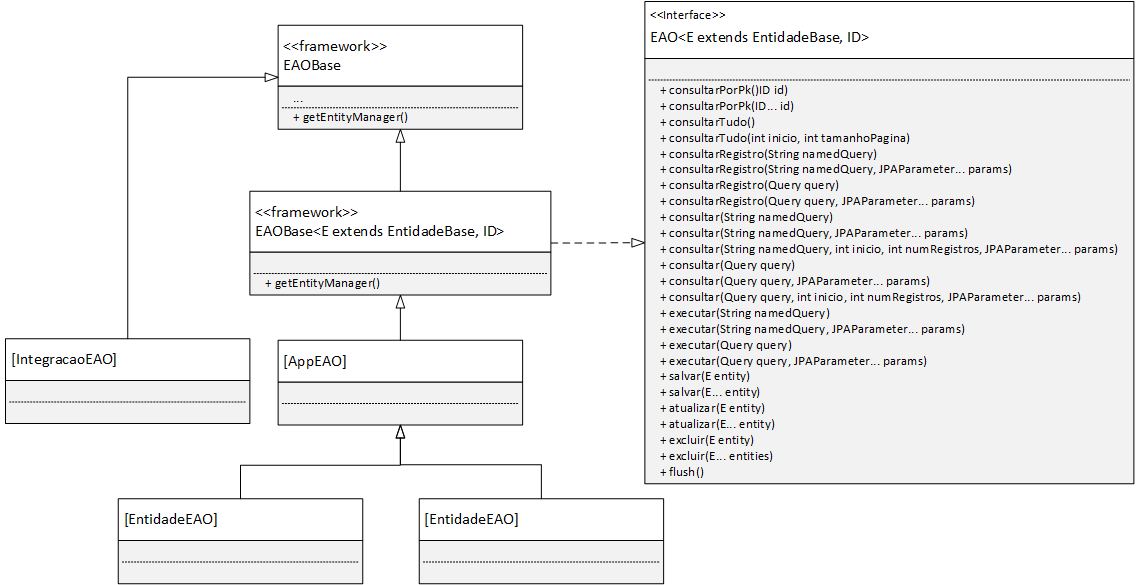 <<framework>>
EAOBase
...
+ getEntityManager()
<<framework>>
EAOBase<E extends EntidadeBase, ID>
+ getEntityManager()
[IntegracaoEAO]
[AppEAO]
[EntidadeEAO]
[EntidadeEAO]
<<Interface>>
EAO<E extends EntidadeBase, ID>
+ consultarPorPk()ID id)
+ consultarPorPk(ID... id)
+ consultarTudo()
+ consultarTudo(int inicio, int tamanhoPagina)
+ consultarRegistro(String namedQuery)
+ consultarRegistro(String namedQuery, JPAParameter... params)
+ consultarRegistro(Query query)
+ consultarRegistro(Query query, JPAParameter... params)
+ consultar(String namedQuery)
+ consultar(String namedQuery, JPAParameter... params)
+ consultar(String namedQuery, int inicio, int numRegistros, JPAParameter... params)
+ consultar(Query query)
+ consultar(Query query, JPAParameter... params)
+ consultar(Query query, int inicio, int numRegistros, JPAParameter... params)
+ executar(String namedQuery)
+ executar(String namedQuery, JPAParameter... params)
+ executar(Query query)
+ executar(Query query, JPAParameter... params)
+ salvar(E entity)
+ salvar(E... entity)
+ atualizar(E entity)
+ atualizar(E... entity)
+ excluir(E entity)
+ excluir(E... entities)
+ flush()